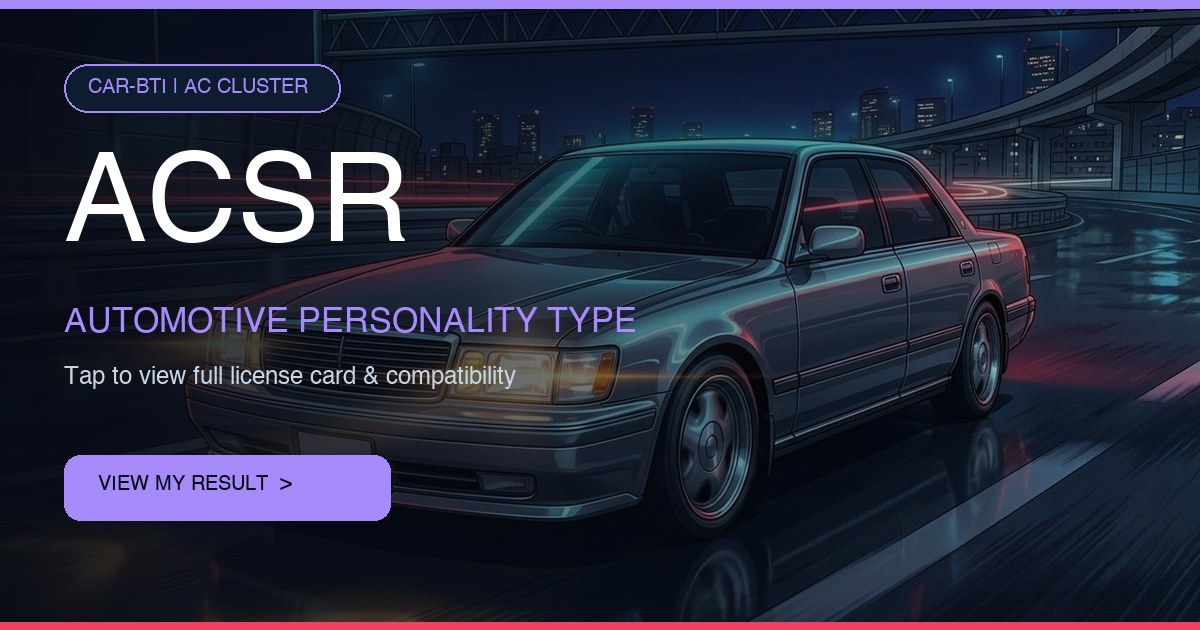 CAR-BTI | AC CLUSTER
ACSR
AUTOMOTIVE PERSONALITY TYPE
Tap to view full license card & compatibility
VIEW MY RESULT >